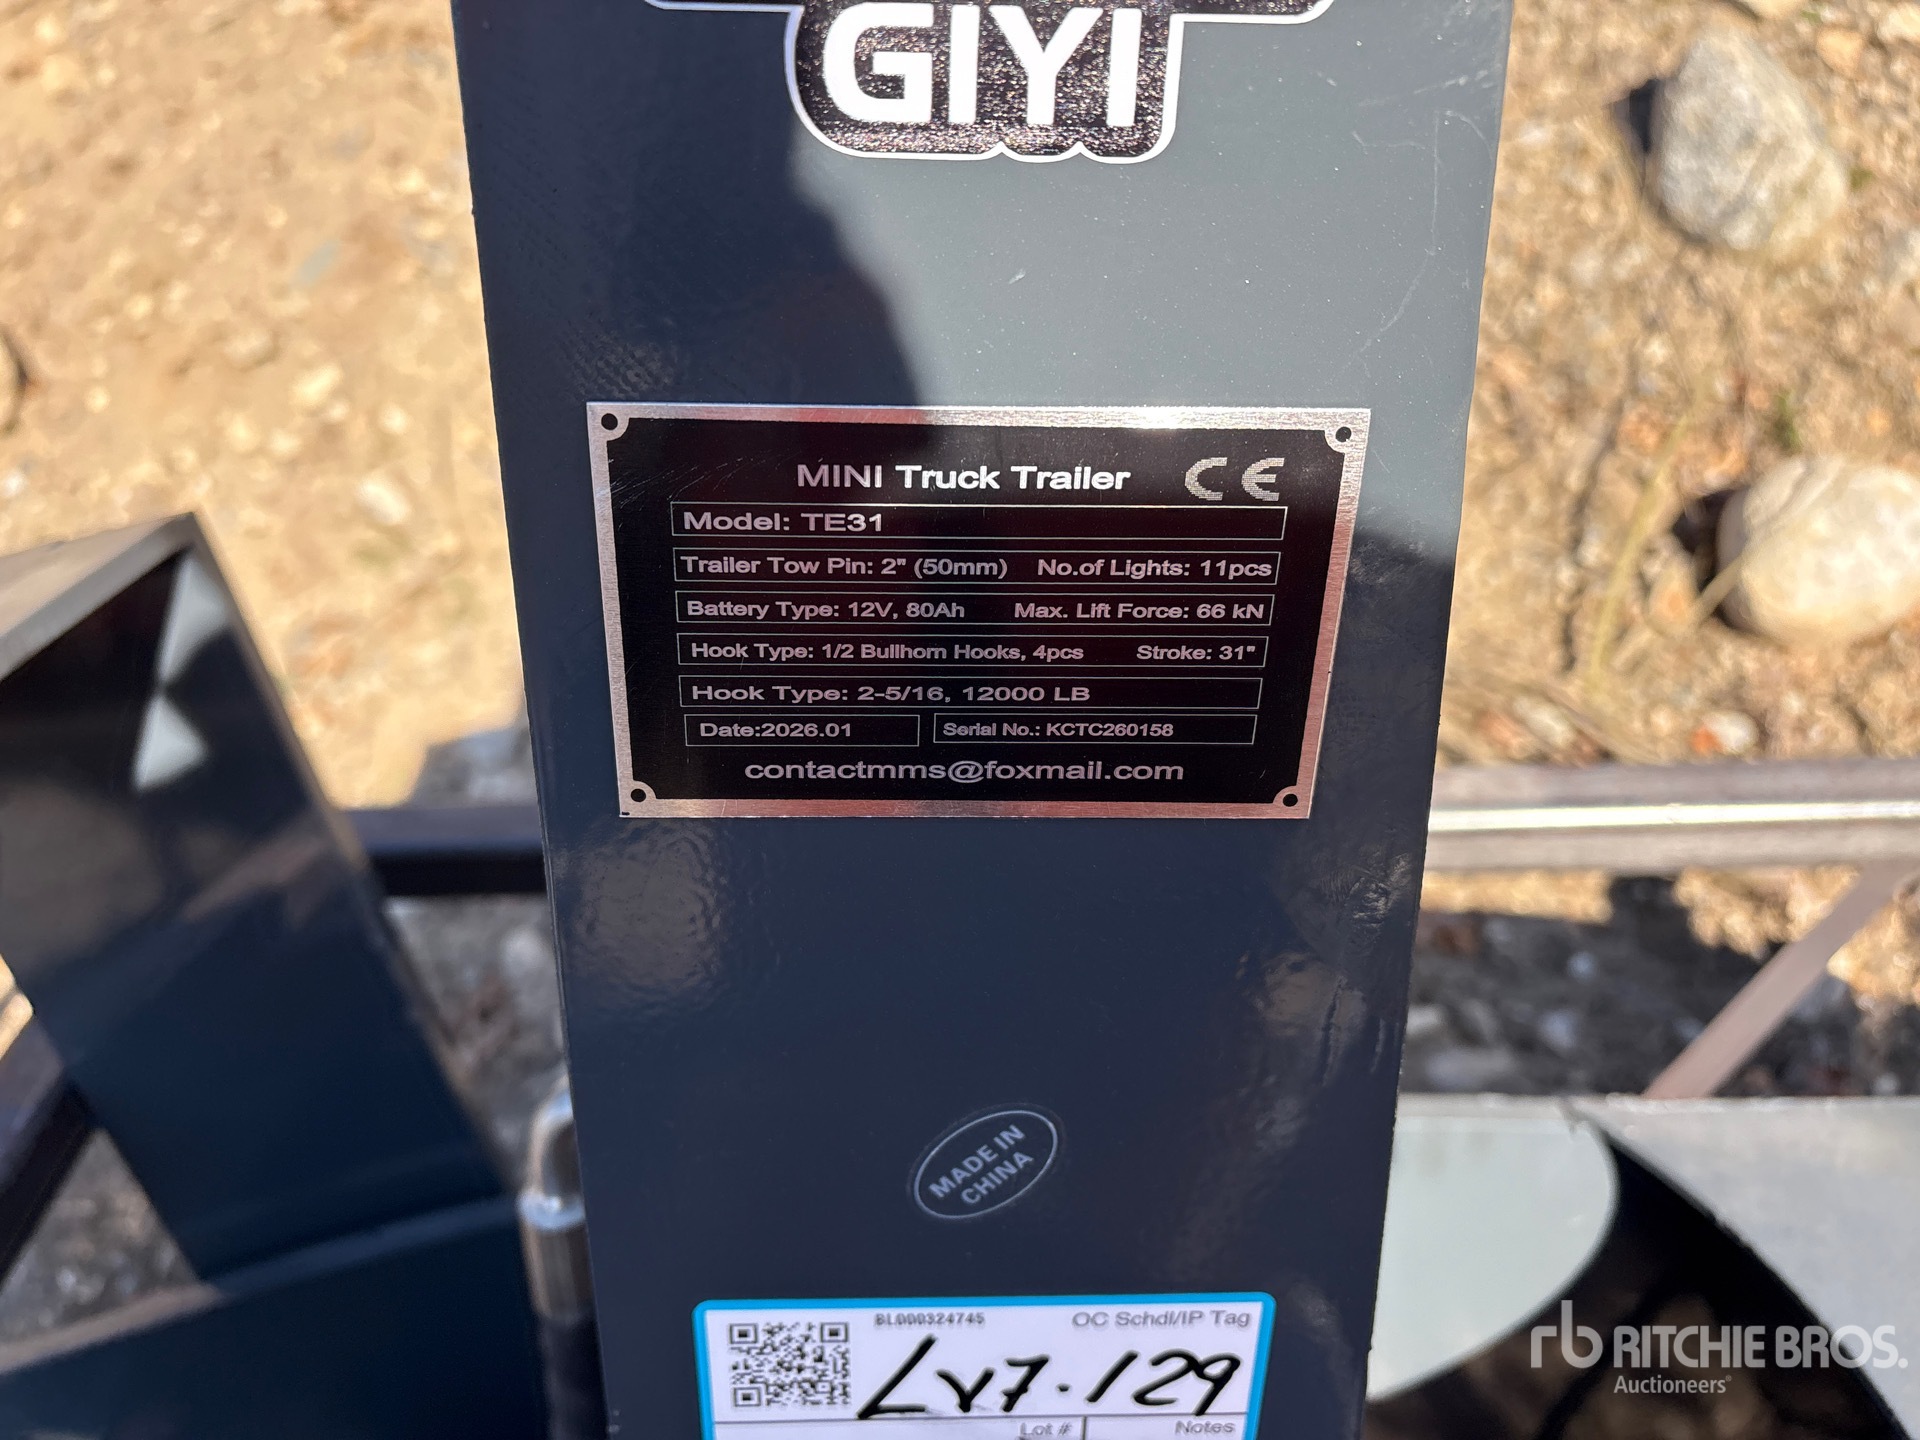 GIYI
MINI Truck Trailer CE
Model: TE31
Trailer Tow Pin: 2" (50mm) No.of Lights: 11pcs
Battery Type: 12V, 80Ah Max. Lift Force: 66 kN
Hook Type: 1/2 Bullhorn Hooks, 4pcs Stroke: 31"
Hook Type: 2-5/16, 12000 LB
Date:2026.01 Serial No.: KCTC260158
contactmms@foxmail.com
MADE IN
CHINA
BL000324745 OC Schdl/IP Tag
Lv7-129
Lot # Notes
rb RITCHIE BROS.
Auctioneers